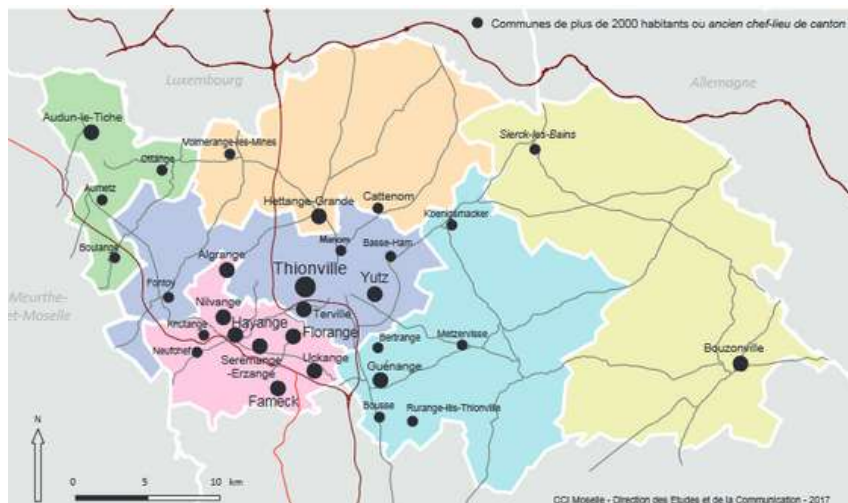 Communes de plus de 2000 habitants ou ancien chef-lieu de canton
Luxembourg
Allemagne
Audun-le-Tiche
Volmerange-les-Mines
Ottange
Sierck-les-Bains
Aumetz
Hettange-Grande
Cattenom
Koenigsmacker
Boulange
Manom
Basse-Ham
Algrange
Thionville
Yutz
Meurthe-
et-Moselle
Fontoy
Nilvange
Terville
Knutange
Hayange
Florange
Neufchef
Seremange
-Erzange
Uckange
Bertrange
Metzervisse
Guénange
Bouzonville
Fameck
Bousse
Rurange-lès-Thionville
N
0 5 10 km
CCI Moselle - Direction des Etudes et de la Communication - 2017